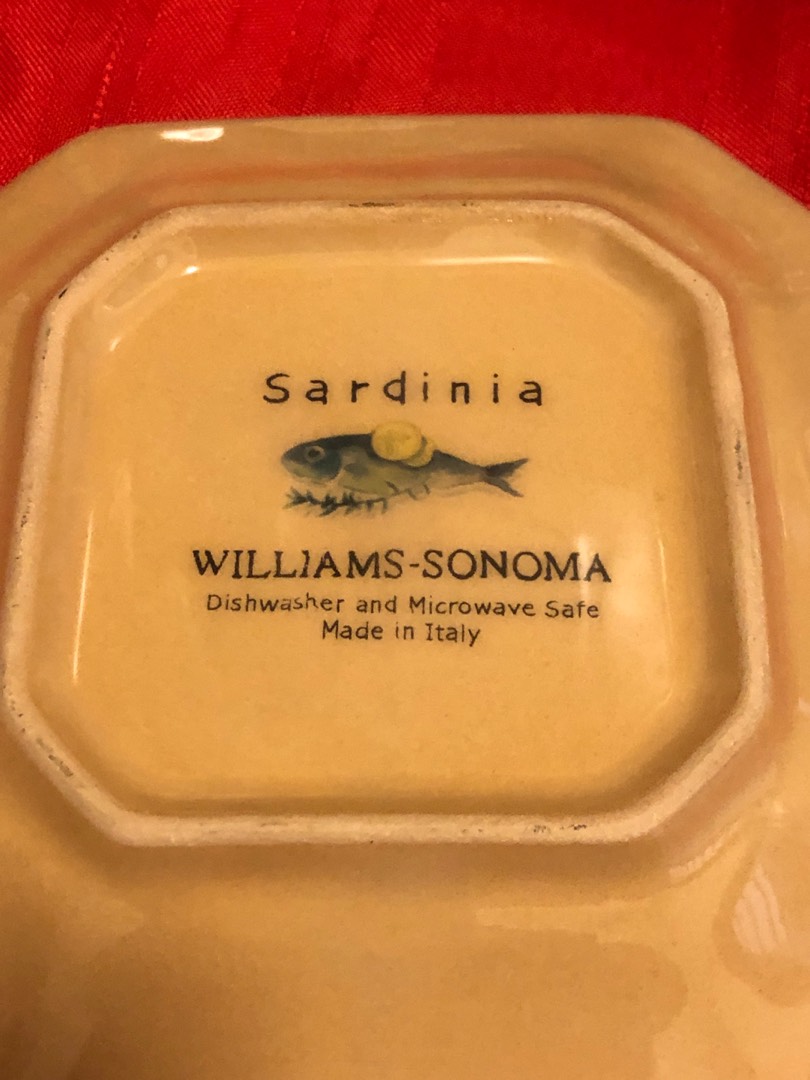 Sardinia
WILLIAMS-SONOMA
Dishwasher and Microwave Safe
Made in Italy